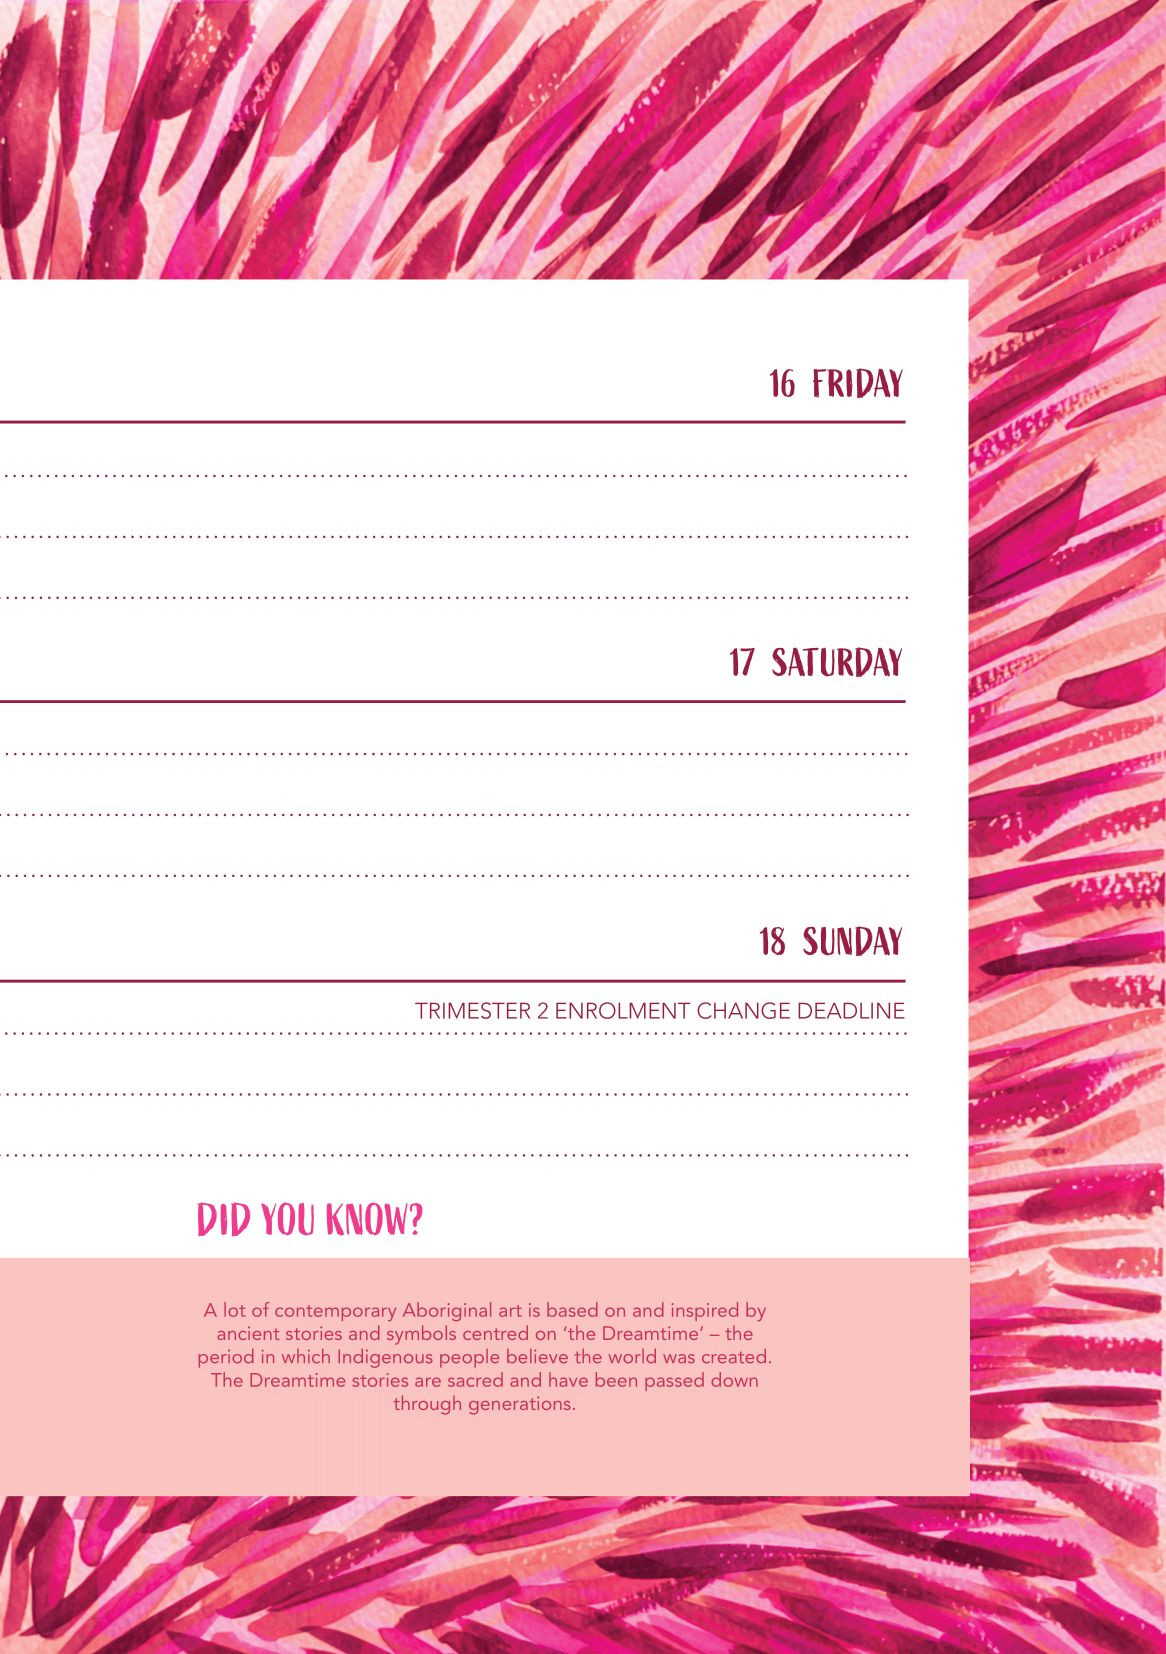 16 FRIDAY
17 SATURDAY
18 SUNDAY
TRIMESTER 2 ENROLMENT CHANGE DEADLINE
DID YOU KNOW?
A lot of contemporary Aboriginal art is based on and inspired by
ancient stories and symbols centred on ‘the Dreamtime’ – the
period in which Indigenous people believe the world was created.
The Dreamtime stories are sacred and have been passed down
through generations.